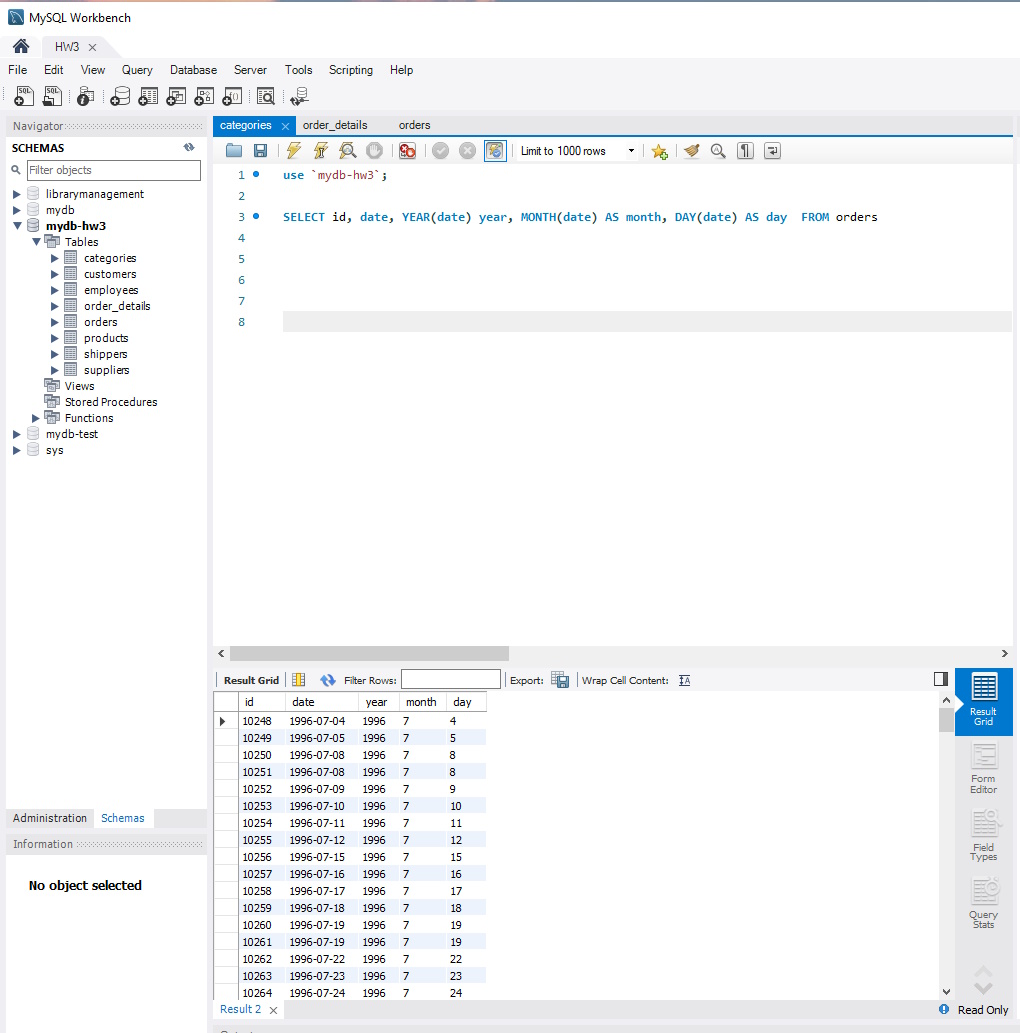 MySQL Workbench
HW3
File Edit View Query Database Server Tools Scripting Help
Navigator
SCHEMAS
Filter objects
librarymanagement
mydb
mydb-hw3
Tables
categories
customers
employees
order_details
orders
products
shippers
suppliers
Views
Stored Procedures
Functions
mydb-test
sys
Administration Schemas
Information
No object selected
categories order_details orders
Limit to 1000 rows
1 use `mydb-hw3`;
2
3 SELECT id, date, YEAR(date) year, MONTH(date) AS month, DAY(date) AS day  FROM orders
4
5
6
7
8
Result Grid Filter Rows: Export: Wrap Cell Content:
id date year month day
10248 1996-07-04 1996 7 4
10249 1996-07-05 1996 7 5
10250 1996-07-08 1996 7 8
10251 1996-07-08 1996 7 8
10252 1996-07-09 1996 7 9
10253 1996-07-10 1996 7 10
10254 1996-07-11 1996 7 11
10255 1996-07-12 1996 7 12
10256 1996-07-15 1996 7 15
10257 1996-07-16 1996 7 16
10258 1996-07-17 1996 7 17
10259 1996-07-18 1996 7 18
10260 1996-07-19 1996 7 19
10261 1996-07-19 1996 7 19
10262 1996-07-22 1996 7 22
10263 1996-07-23 1996 7 23
10264 1996-07-24 1996 7 24
Result
Grid
Form
Editor
Field
Types
Query
Stats
Result 2
Read Only